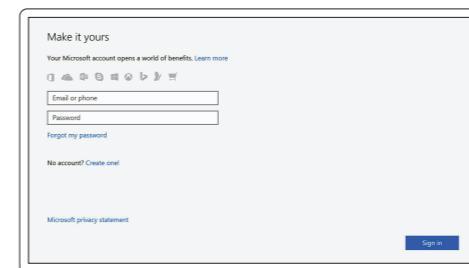 Make it yours
Your Microsoft account opens a world of benefits. Learn more
Email or phone
Password
Forgot my password
No account? Create one!
Microsoft privacy statement
Sign in